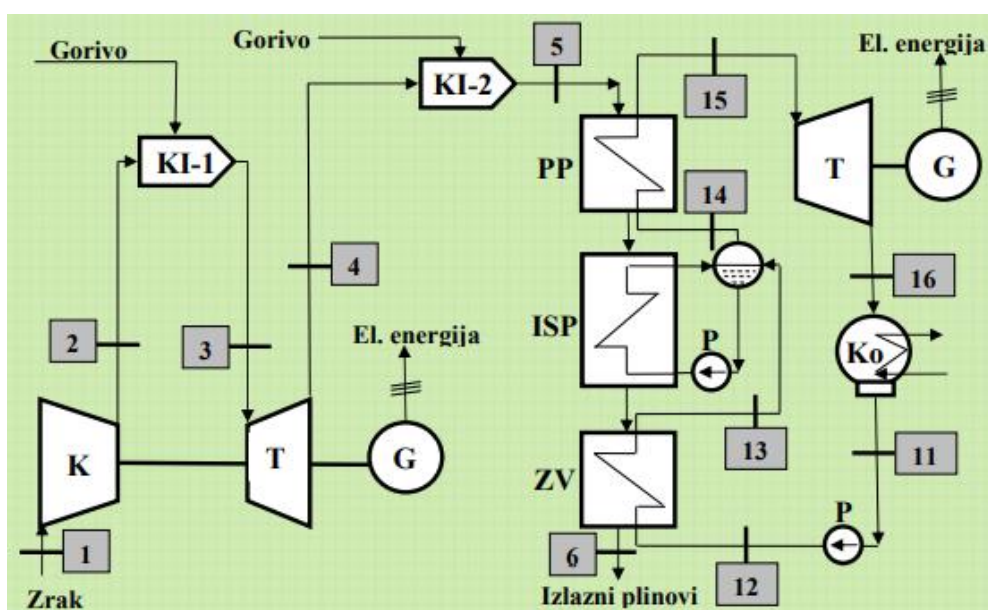 Gorivo
Gorivo
5
El. energija
KI-2
15
KI-1
PP
T
G
14
4
16
2
3
El. energija
ISP
P
Ko
K
T
G
13
11
ZV
P
1
6
12
Zrak
Izlazni plinovi